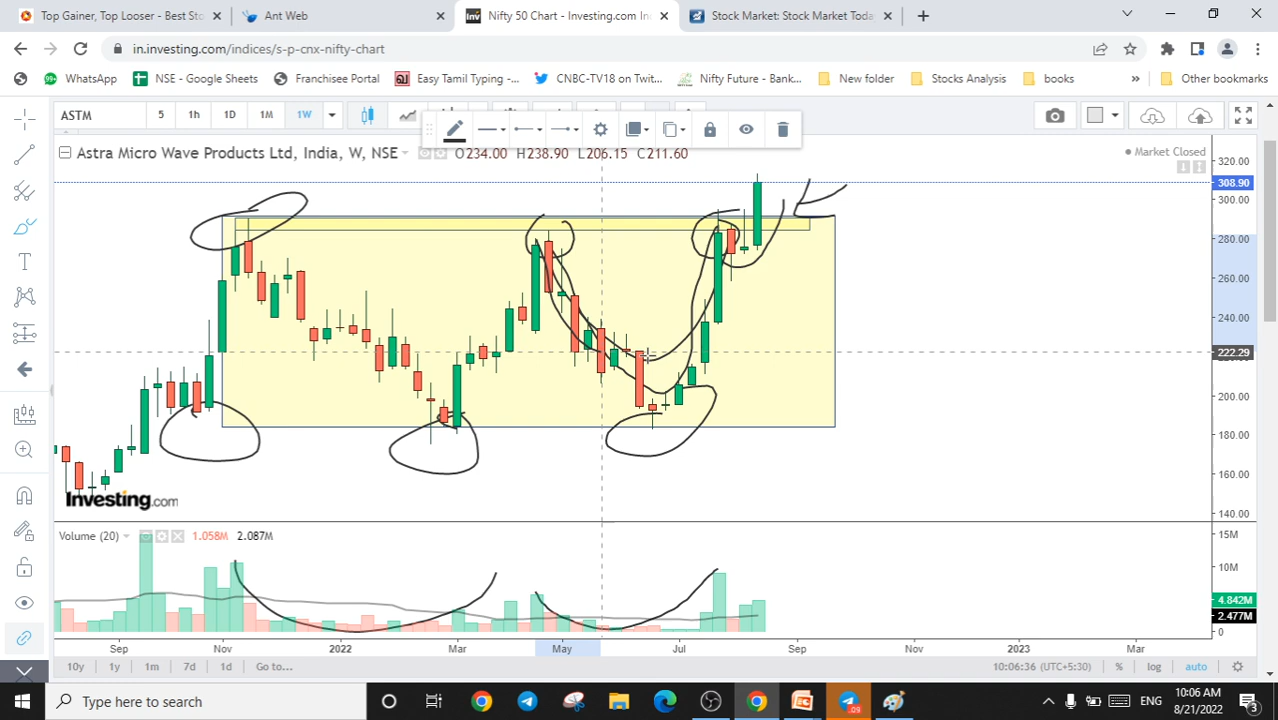 Top Gainer, Top Looser - Best Sto
Ant Web
Nifty 50 Chart - Investing.com Ind
Stock Market: Stock Market Today
in.investing.com/indices/s-p-cnx-nifty-chart
WhatsApp
NSE - Google Sheets
Franchisee Portal
Easy Tamil Typing -...
CNBC-TV18 on Twit...
Nifty Future - Bank...
New folder
Stocks Analysis
books
»
Other bookmarks
ASTM
5
1h
1D
1M
1W
Astra Micro Wave Products Ltd, India, W, NSE
O234.00
H238.90
L206.15
C211.60
Market Closed
320.00
308.90
300.00
280.00
260.00
240.00
222.29
200.00
180.00
160.00
140.00
Investing.com
Volume (20)
1.058M
2.087M
15M
10M
4.842M
2.477M
0
Sep
Nov
2022
Mar
May
Jul
Sep
Nov
2023
Mar
10y
1y
1m
7d
1d
Go to...
10:06:36 (UTC+5:30)
%
log
auto
Type here to search
ENG
10:06 AM
8/21/2022